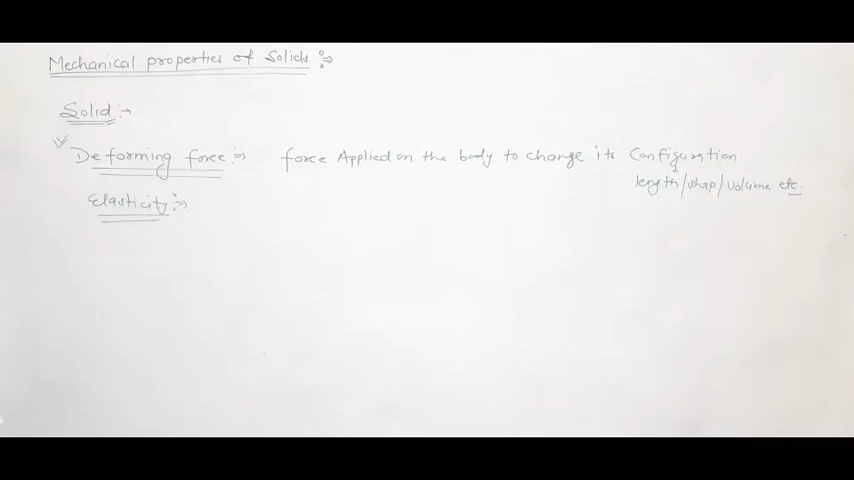 Mechanical properties of Solids :⇒
Solid :→
Deforming force :⇒ force Applied on the body to change its Configuration
length/shap/volume etc.
Elasticity :⇒